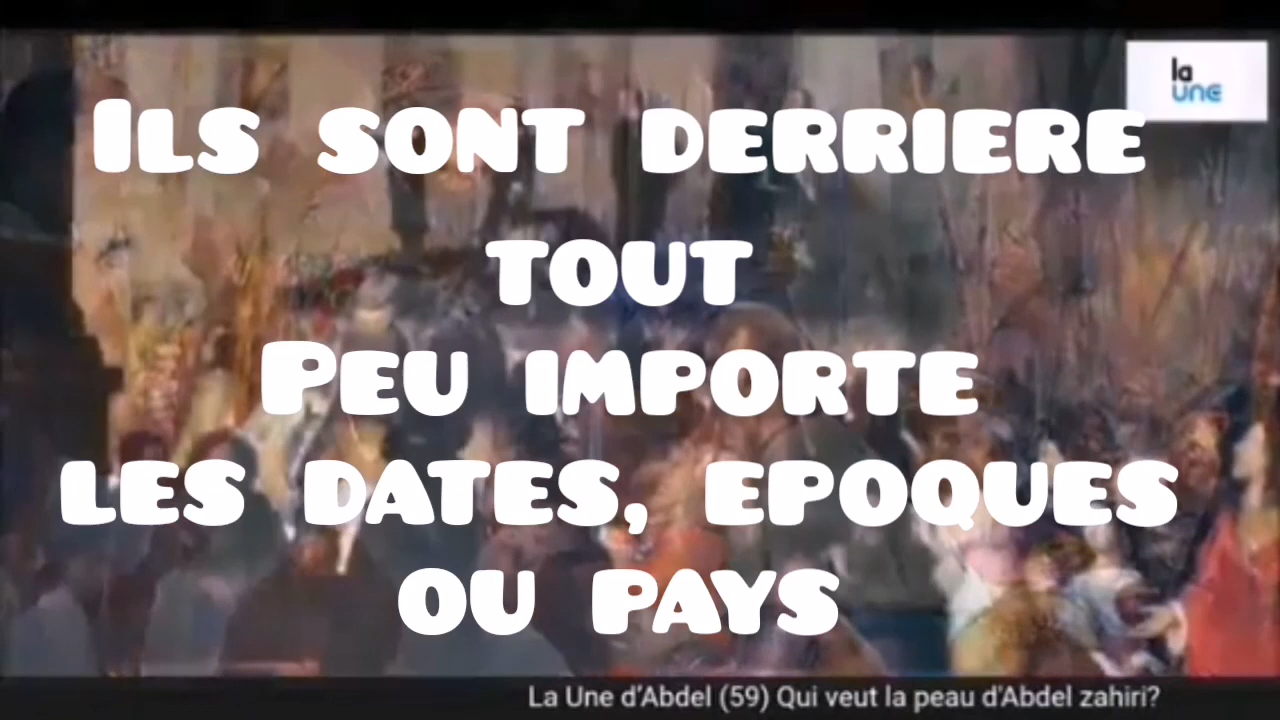 la
une
ILS SONT DERRIERE
TOUT
PEU IMPORTE
LES DATES, EPOQUES
OU PAYS
La Une d'Abdel (59) Qui veut la peau d'Abdel zahiri?